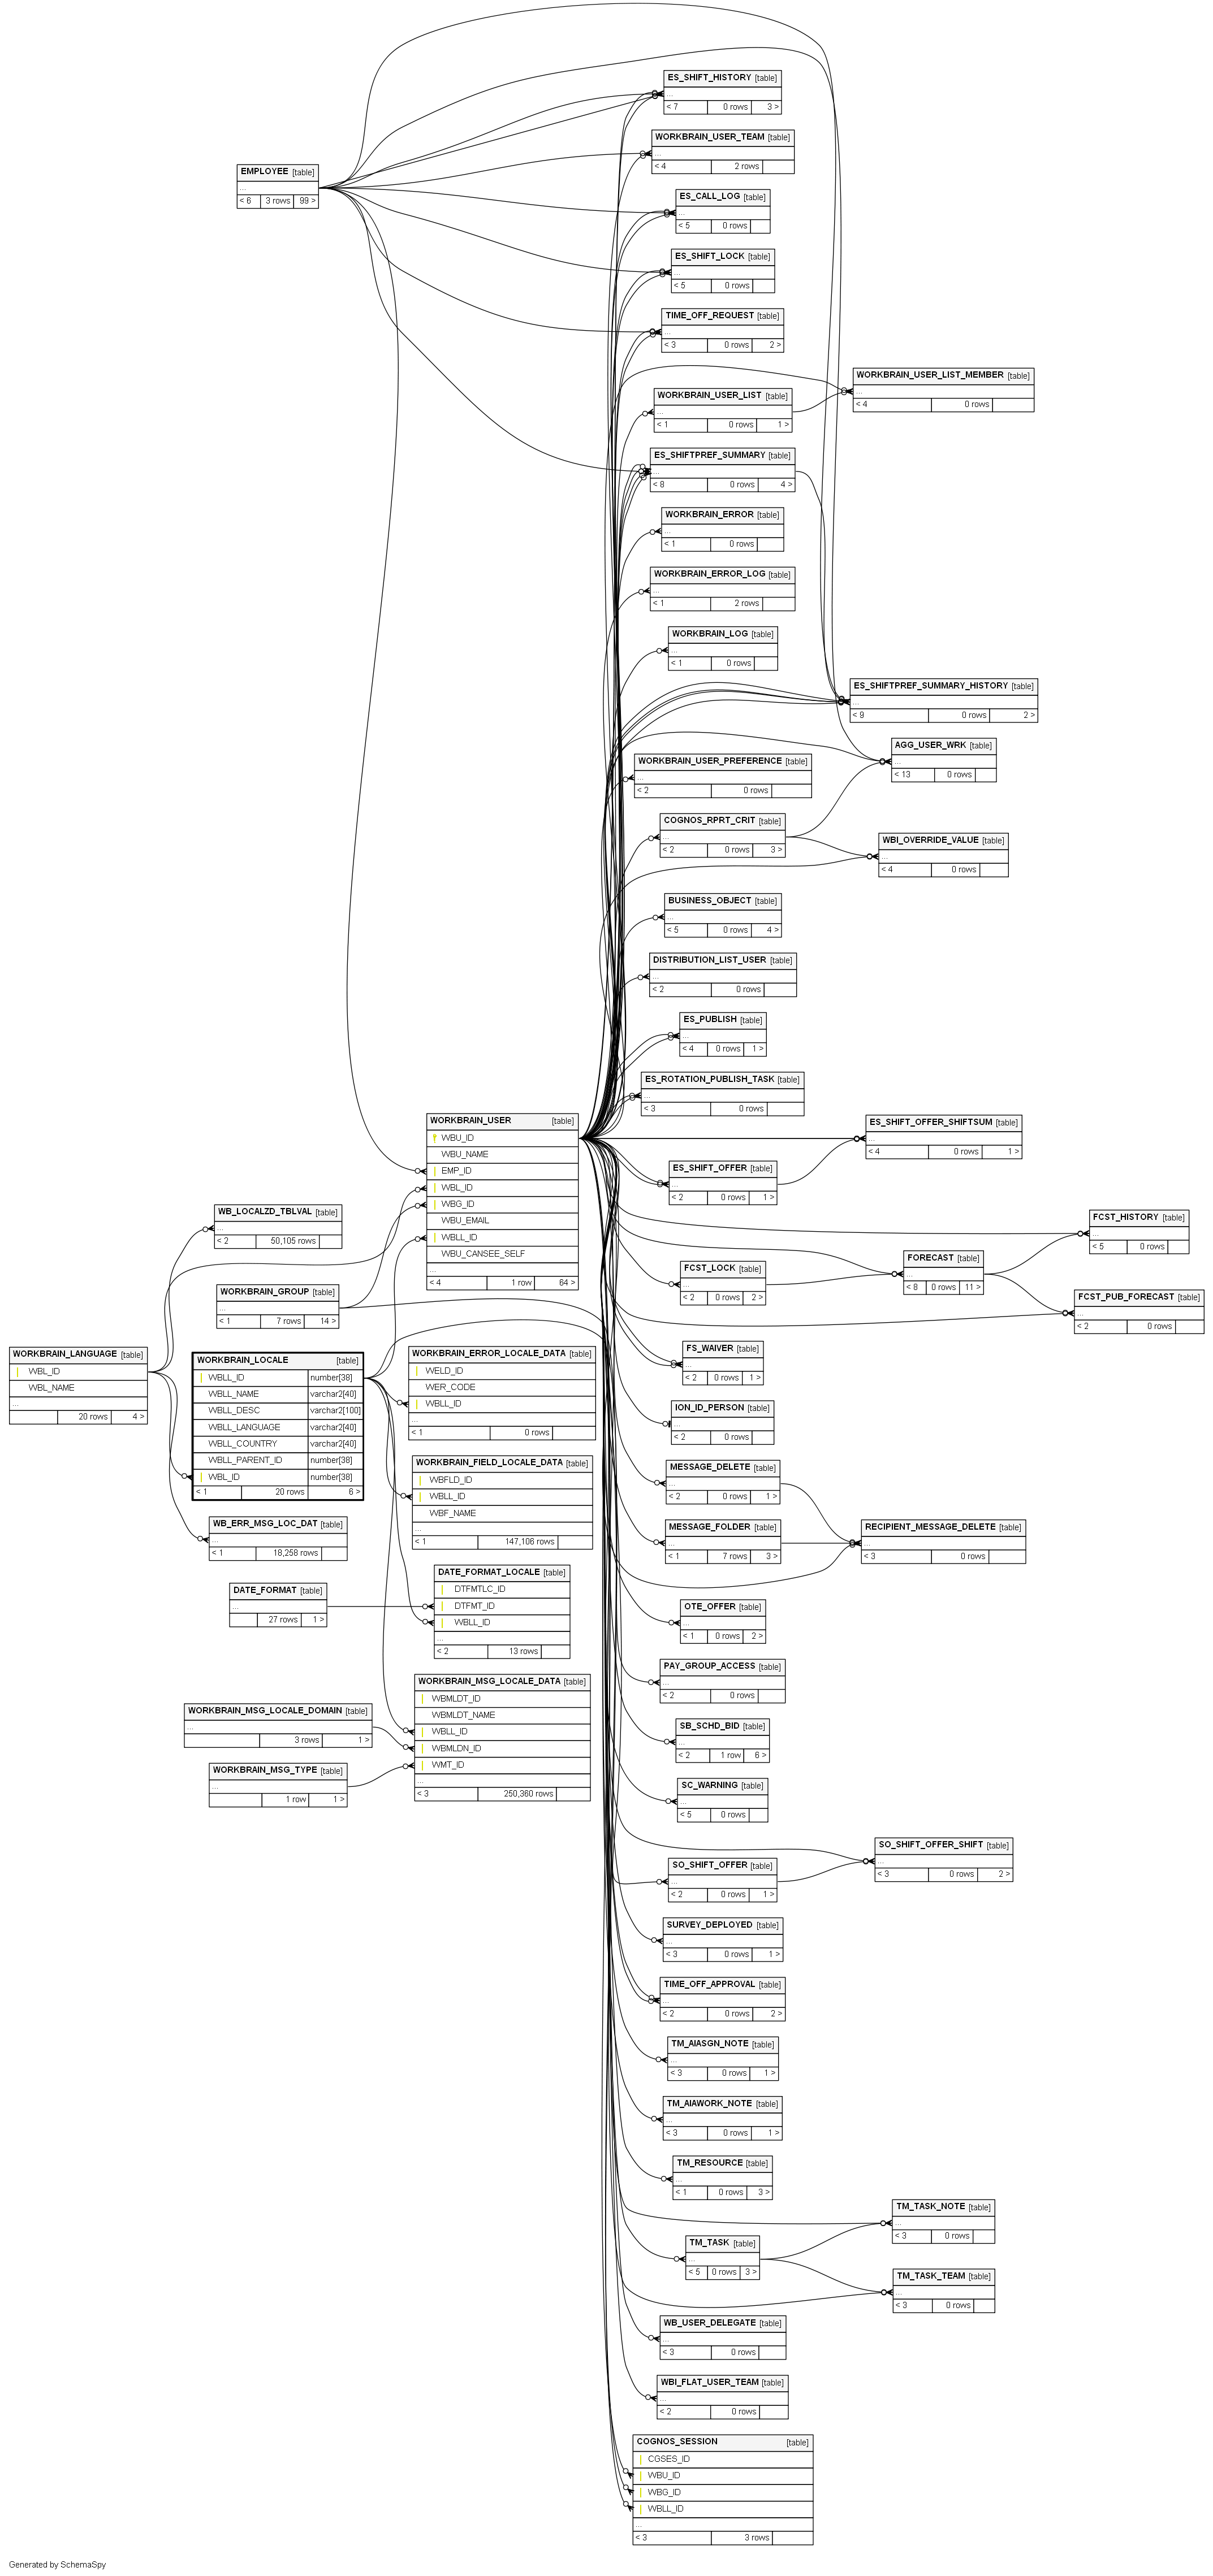 ES_SHIFT_HISTORY [table]
...
< 7 0 rows 3 >
WORKBRAIN_USER_TEAM [table]
...
< 4 2 rows
EMPLOYEE [table]
...
< 6 3 rows 99 >
ES_CALL_LOG [table]
...
< 5 0 rows
ES_SHIFT_LOCK [table]
...
< 5 0 rows
TIME_OFF_REQUEST [table]
...
< 3 0 rows 2 >
WORKBRAIN_USER_LIST_MEMBER [table]
...
< 4 0 rows
WORKBRAIN_USER_LIST [table]
...
< 1 0 rows 1 >
ES_SHIFTPREF_SUMMARY [table]
...
< 8 0 rows 4 >
WORKBRAIN_ERROR [table]
...
< 1 0 rows
WORKBRAIN_ERROR_LOG [table]
...
< 1 2 rows
WORKBRAIN_LOG [table]
...
< 1 0 rows
ES_SHIFTPREF_SUMMARY_HISTORY [table]
...
< 9 0 rows 2 >
AGG_USER_WRK [table]
...
< 13 0 rows
WORKBRAIN_USER_PREFERENCE [table]
...
< 2 0 rows
COGNOS_RPRT_CRIT [table]
...
< 2 0 rows 3 >
WBI_OVERRIDE_VALUE [table]
...
< 4 0 rows
BUSINESS_OBJECT [table]
...
< 5 0 rows 4 >
DISTRIBUTION_LIST_USER [table]
...
< 2 0 rows
ES_PUBLISH [table]
...
< 4 0 rows 1 >
ES_ROTATION_PUBLISH_TASK [table]
...
< 3 0 rows
WORKBRAIN_USER [table]
WBU_ID
WBU_NAME
EMP_ID
WBL_ID
WBG_ID
WBU_EMAIL
WBLL_ID
WBU_CANSEE_SELF
...
< 4 1 row 64 >
ES_SHIFT_OFFER_SHIFTSUM [table]
...
< 4 0 rows 1 >
ES_SHIFT_OFFER [table]
...
< 2 0 rows 1 >
WB_LOCALZD_TBLVAL [table]
...
< 2 50,105 rows
FCST_HISTORY [table]
...
< 5 0 rows
FORECAST [table]
...
< 8 0 rows 11 >
FCST_LOCK [table]
...
< 2 0 rows 2 >
FCST_PUB_FORECAST [table]
...
< 2 0 rows
WORKBRAIN_GROUP [table]
...
< 1 7 rows 14 >
WORKBRAIN_LANGUAGE [table]
WBL_ID
WBL_NAME
...
20 rows 4 >
WORKBRAIN_LOCALE [table]
WBLL_ID number[38]
WBLL_NAME varchar2[40]
WBLL_DESC varchar2[100]
WBLL_LANGUAGE varchar2[40]
WBLL_COUNTRY varchar2[40]
WBLL_PARENT_ID number[38]
WBL_ID number[38]
< 1 20 rows 6 >
WORKBRAIN_ERROR_LOCALE_DATA [table]
WELD_ID
WER_CODE
WBLL_ID
...
< 1 0 rows
FS_WAIVER [table]
...
< 2 0 rows 1 >
ION_ID_PERSON [table]
...
< 2 0 rows
WORKBRAIN_FIELD_LOCALE_DATA [table]
WBFLD_ID
WBLL_ID
WBF_NAME
...
< 1 147,106 rows
MESSAGE_DELETE [table]
...
< 2 0 rows 1 >
WB_ERR_MSG_LOC_DAT [table]
...
< 1 18,258 rows
MESSAGE_FOLDER [table]
...
< 1 7 rows 3 >
RECIPIENT_MESSAGE_DELETE [table]
...
< 3 0 rows
DATE_FORMAT [table]
...
27 rows 1 >
DATE_FORMAT_LOCALE [table]
DTFMTLC_ID
DTFMT_ID
WBLL_ID
...
< 2 13 rows
OTE_OFFER [table]
...
< 1 0 rows 2 >
PAY_GROUP_ACCESS [table]
...
< 2 0 rows
WORKBRAIN_MSG_LOCALE_DATA [table]
WBMLDT_ID
WBMLDT_NAME
WBLL_ID
WBMLDN_ID
WMT_ID
...
< 3 250,360 rows
WORKBRAIN_MSG_LOCALE_DOMAIN [table]
...
3 rows 1 >
WORKBRAIN_MSG_TYPE [table]
...
1 row 1 >
SB_SCHD_BID [table]
...
< 2 1 row 6 >
SC_WARNING [table]
...
< 5 0 rows
SO_SHIFT_OFFER_SHIFT [table]
...
< 3 0 rows 2 >
SO_SHIFT_OFFER [table]
...
< 2 0 rows 1 >
SURVEY_DEPLOYED [table]
...
< 3 0 rows 1 >
TIME_OFF_APPROVAL [table]
...
< 2 0 rows 2 >
TM_AIASGN_NOTE [table]
...
< 3 0 rows 1 >
TM_AIAWORK_NOTE [table]
...
< 3 0 rows 1 >
TM_RESOURCE [table]
...
< 1 0 rows 3 >
TM_TASK_NOTE [table]
...
< 3 0 rows
TM_TASK [table]
...
< 5 0 rows 3 >
TM_TASK_TEAM [table]
...
< 3 0 rows
WB_USER_DELEGATE [table]
...
< 3 0 rows
WBI_FLAT_USER_TEAM [table]
...
< 2 0 rows
COGNOS_SESSION [table]
CGSES_ID
WBU_ID
WBG_ID
WBLL_ID
...
< 3 3 rows
Generated by SchemaSpy